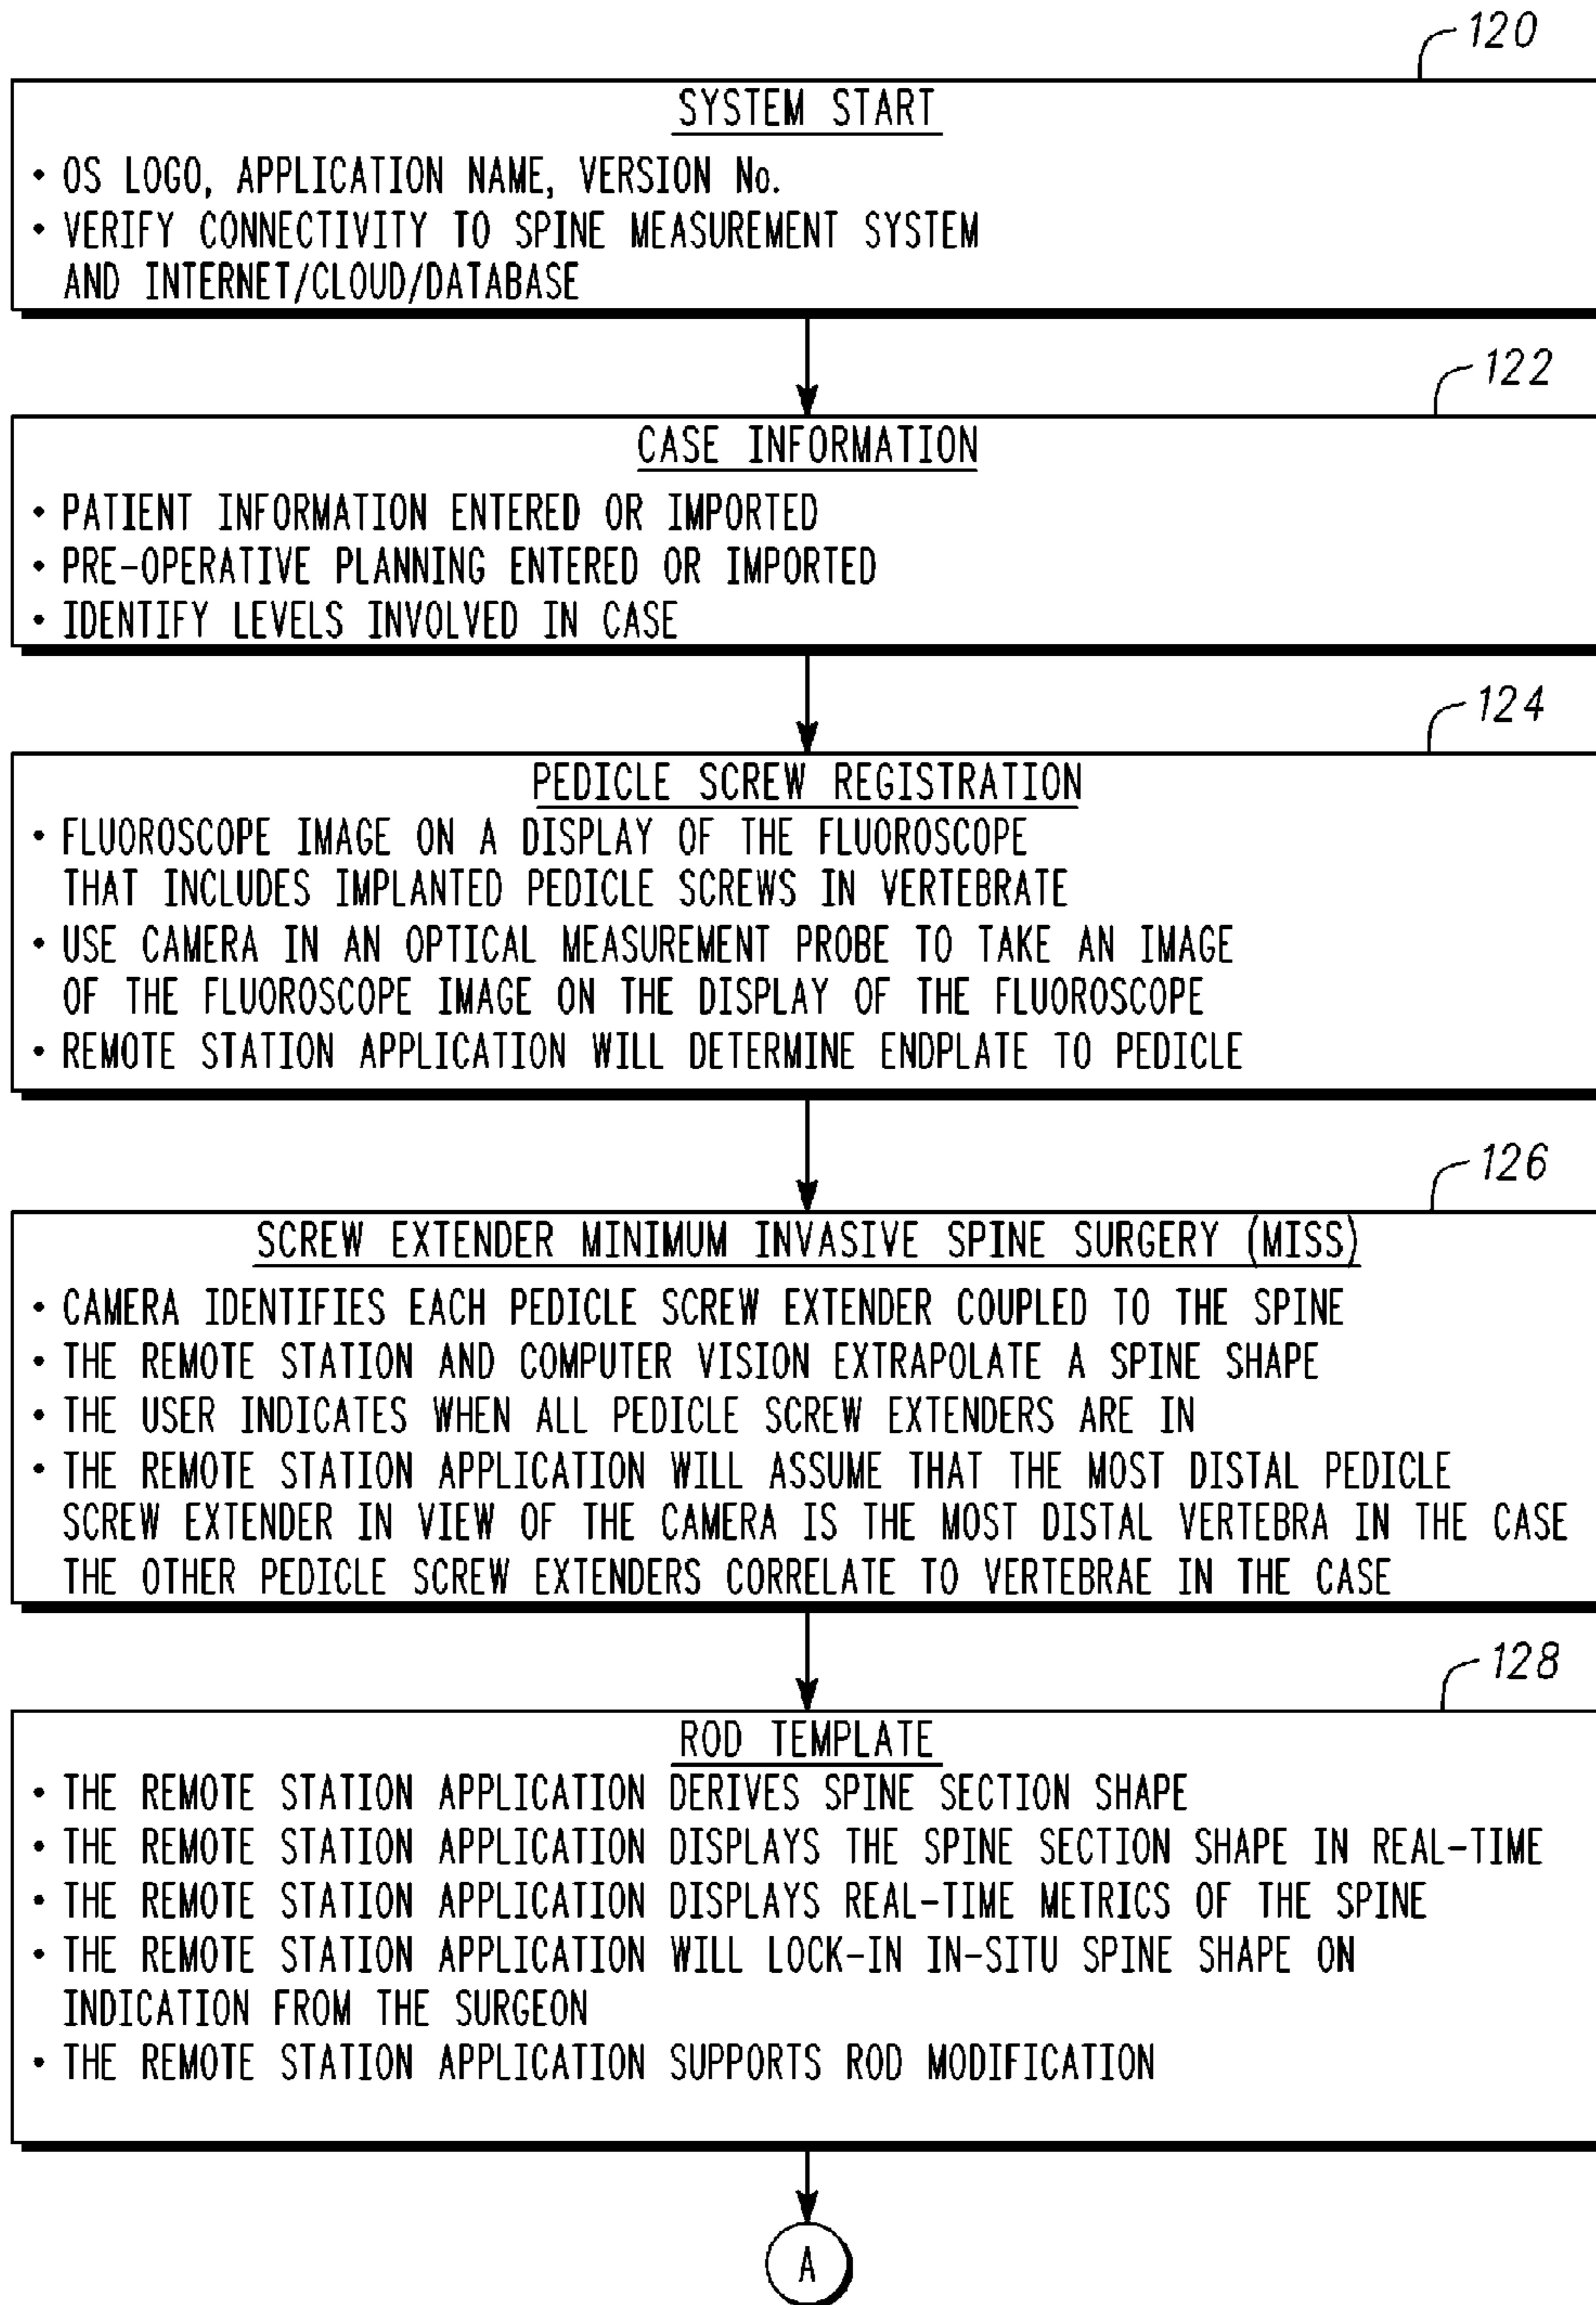 120
SYSTEM START
• OS LOGO, APPLICATION NAME, VERSION No.
• VERIFY CONNECTIVITY TO SPINE MEASUREMENT SYSTEM
AND INTERNET/CLOUD/DATABASE
122
CASE INFORMATION
• PATIENT INFORMATION ENTERED OR IMPORTED
• PRE-OPERATIVE PLANNING ENTERED OR IMPORTED
• IDENTIFY LEVELS INVOLVED IN CASE
124
PEDICLE SCREW REGISTRATION
• FLUOROSCOPE IMAGE ON A DISPLAY OF THE FLUOROSCOPE
THAT INCLUDES IMPLANTED PEDICLE SCREWS IN VERTEBRATE
• USE CAMERA IN AN OPTICAL MEASUREMENT PROBE TO TAKE AN IMAGE
OF THE FLUOROSCOPE IMAGE ON THE DISPLAY OF THE FLUOROSCOPE
• REMOTE STATION APPLICATION WILL DETERMINE ENDPLATE TO PEDICLE
126
SCREW EXTENDER MINIMUM INVASIVE SPINE SURGERY (MISS)
• CAMERA IDENTIFIES EACH PEDICLE SCREW EXTENDER COUPLED TO THE SPINE
• THE REMOTE STATION AND COMPUTER VISION EXTRAPOLATE A SPINE SHAPE
• THE USER INDICATES WHEN ALL PEDICLE SCREW EXTENDERS ARE IN
• THE REMOTE STATION APPLICATION WILL ASSUME THAT THE MOST DISTAL PEDICLE
SCREW EXTENDER IN VIEW OF THE CAMERA IS THE MOST DISTAL VERTEBRA IN THE CASE
THE OTHER PEDICLE SCREW EXTENDERS CORRELATE TO VERTEBRAE IN THE CASE
128
ROD TEMPLATE
• THE REMOTE STATION APPLICATION DERIVES SPINE SECTION SHAPE
• THE REMOTE STATION APPLICATION DISPLAYS THE SPINE SECTION SHAPE IN REAL-TIME
• THE REMOTE STATION APPLICATION DISPLAYS REAL-TIME METRICS OF THE SPINE
• THE REMOTE STATION APPLICATION WILL LOCK-IN IN-SITU SPINE SHAPE ON
INDICATION FROM THE SURGEON
• THE REMOTE STATION APPLICATION SUPPORTS ROD MODIFICATION
A